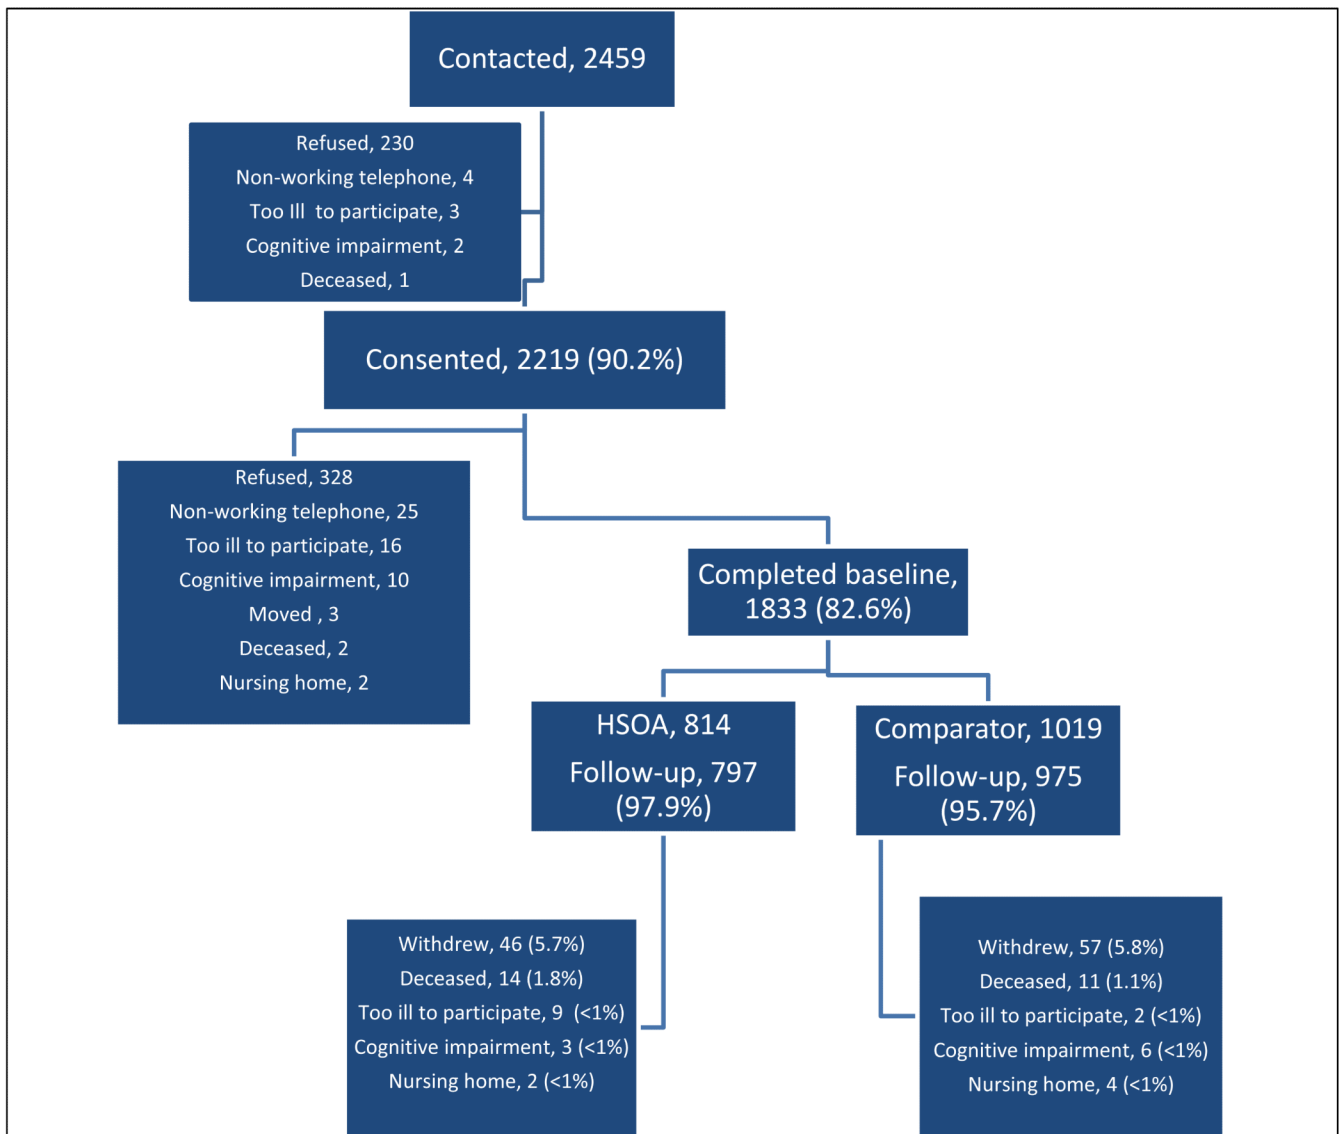 Contacted, 2459
Refused, 230
Non-working telephone, 4
Too Ill to participate, 3
Cognitive impairment, 2
Deceased, 1
Consented, 2219 (90.2%)
Refused, 328
Non-working telephone, 25
Too ill to participate, 16
Cognitive impairment, 10
Moved , 3
Deceased, 2
Nursing home, 2
Completed baseline,
1833 (82.6%)
HSOA, 814
Follow-up, 797
(97.9%)
Comparator, 1019
Follow-up, 975
(95.7%)
Withdrew, 46 (5.7%)
Deceased, 14 (1.8%)
Too ill to participate, 9 (<1%)
Cognitive impairment, 3 (<1%)
Nursing home, 2 (<1%)
Withdrew, 57 (5.8%)
Deceased, 11 (1.1%)
Too ill to participate, 2 (<1%)
Cognitive impairment, 6 (<1%)
Nursing home, 4 (<1%)